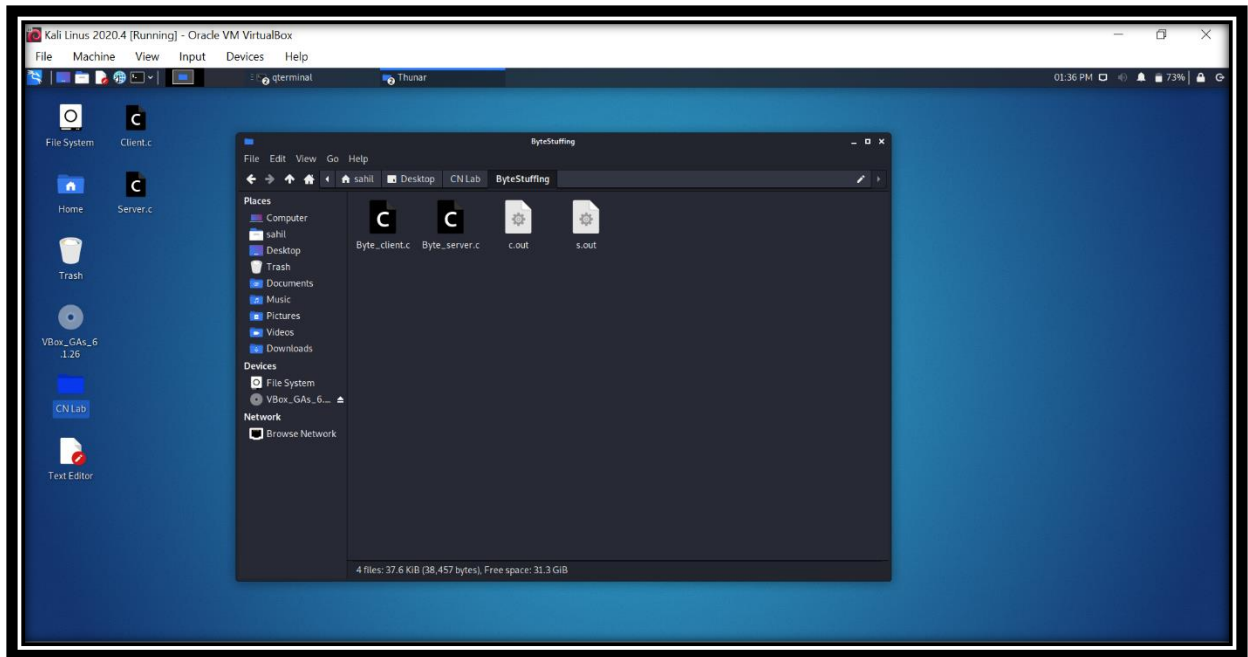 Kali Linus 2020.4 [Running] - Oracle VM VirtualBox
File Machine View Input Devices Help
qterminal Thunar 01:36 PM 73%
File System
Client.c
Home
Server.c
Trash
VBox_GAs_6
.1.26
CN Lab
Text Editor
ByteStuffing
File Edit View Go Help
sahil Desktop CN Lab ByteStuffing
Places
Computer
sahil
Desktop
Trash
Documents
Music
Pictures
Videos
Downloads
Devices
File System
VBox_GAs_6....
Network
Browse Network
C C
Byte_client.c Byte_server.c c.out s.out
4 files: 37.6 KiB (38,457 bytes), Free space: 31.3 GiB